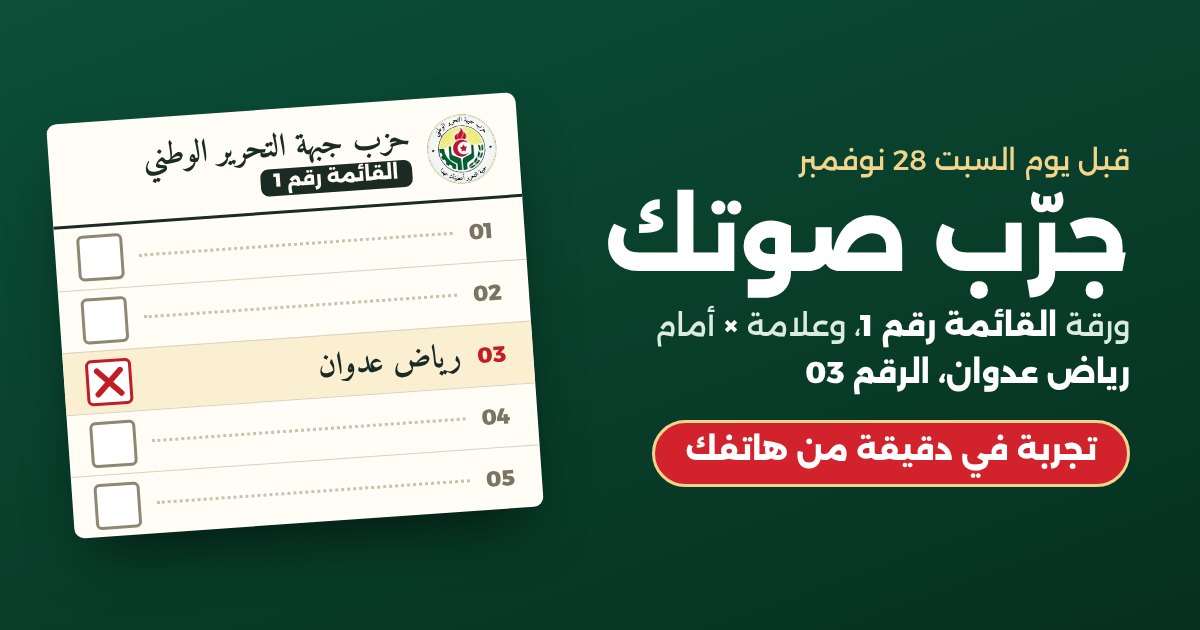 قبل يوم السبت 28 نوفمبر
جرّب صوتك
ورقة القائمة رقم 1، وعلامة × أمام
رياض عدوان، الرقم 03
تجربة في دقيقة من هاتفك
حزب جبهة التحرير الوطني
القائمة رقم 1
01
02
03 رياض عدوان
04
05